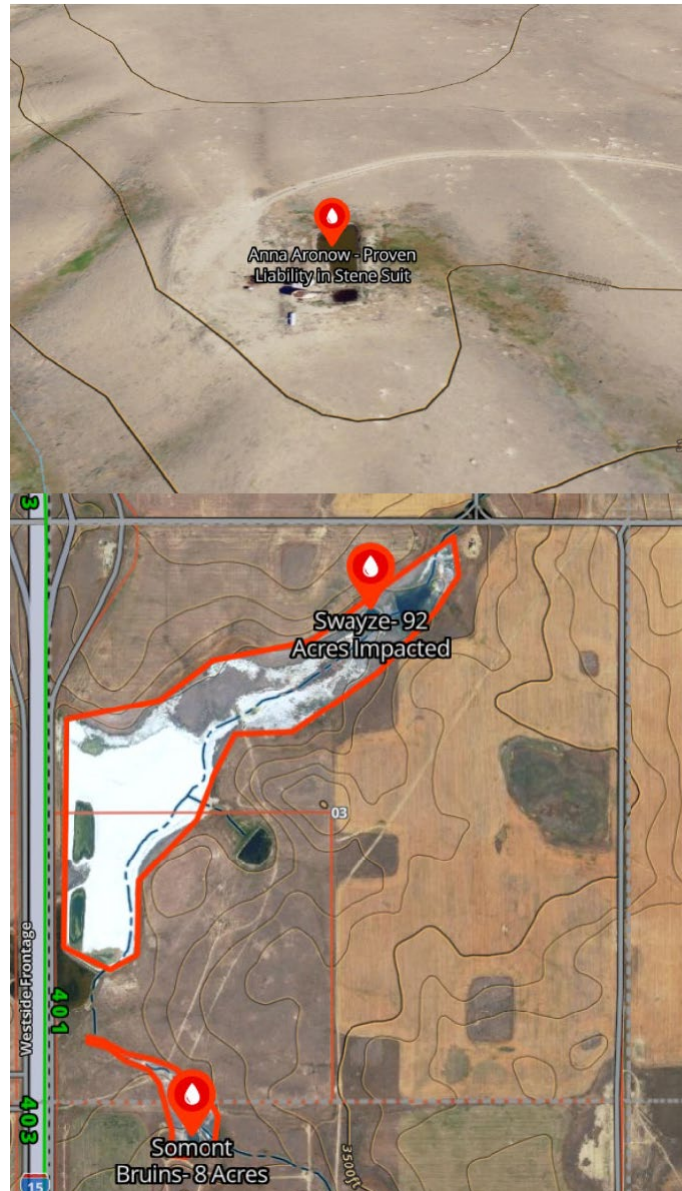 Anna Aronow - Proven
Liability in Stene Suit
3
Swayze- 92
Acres Impacted
03
Westside Frontage
401
403
3500ft
Somont
Bruins- 8 Acres
15